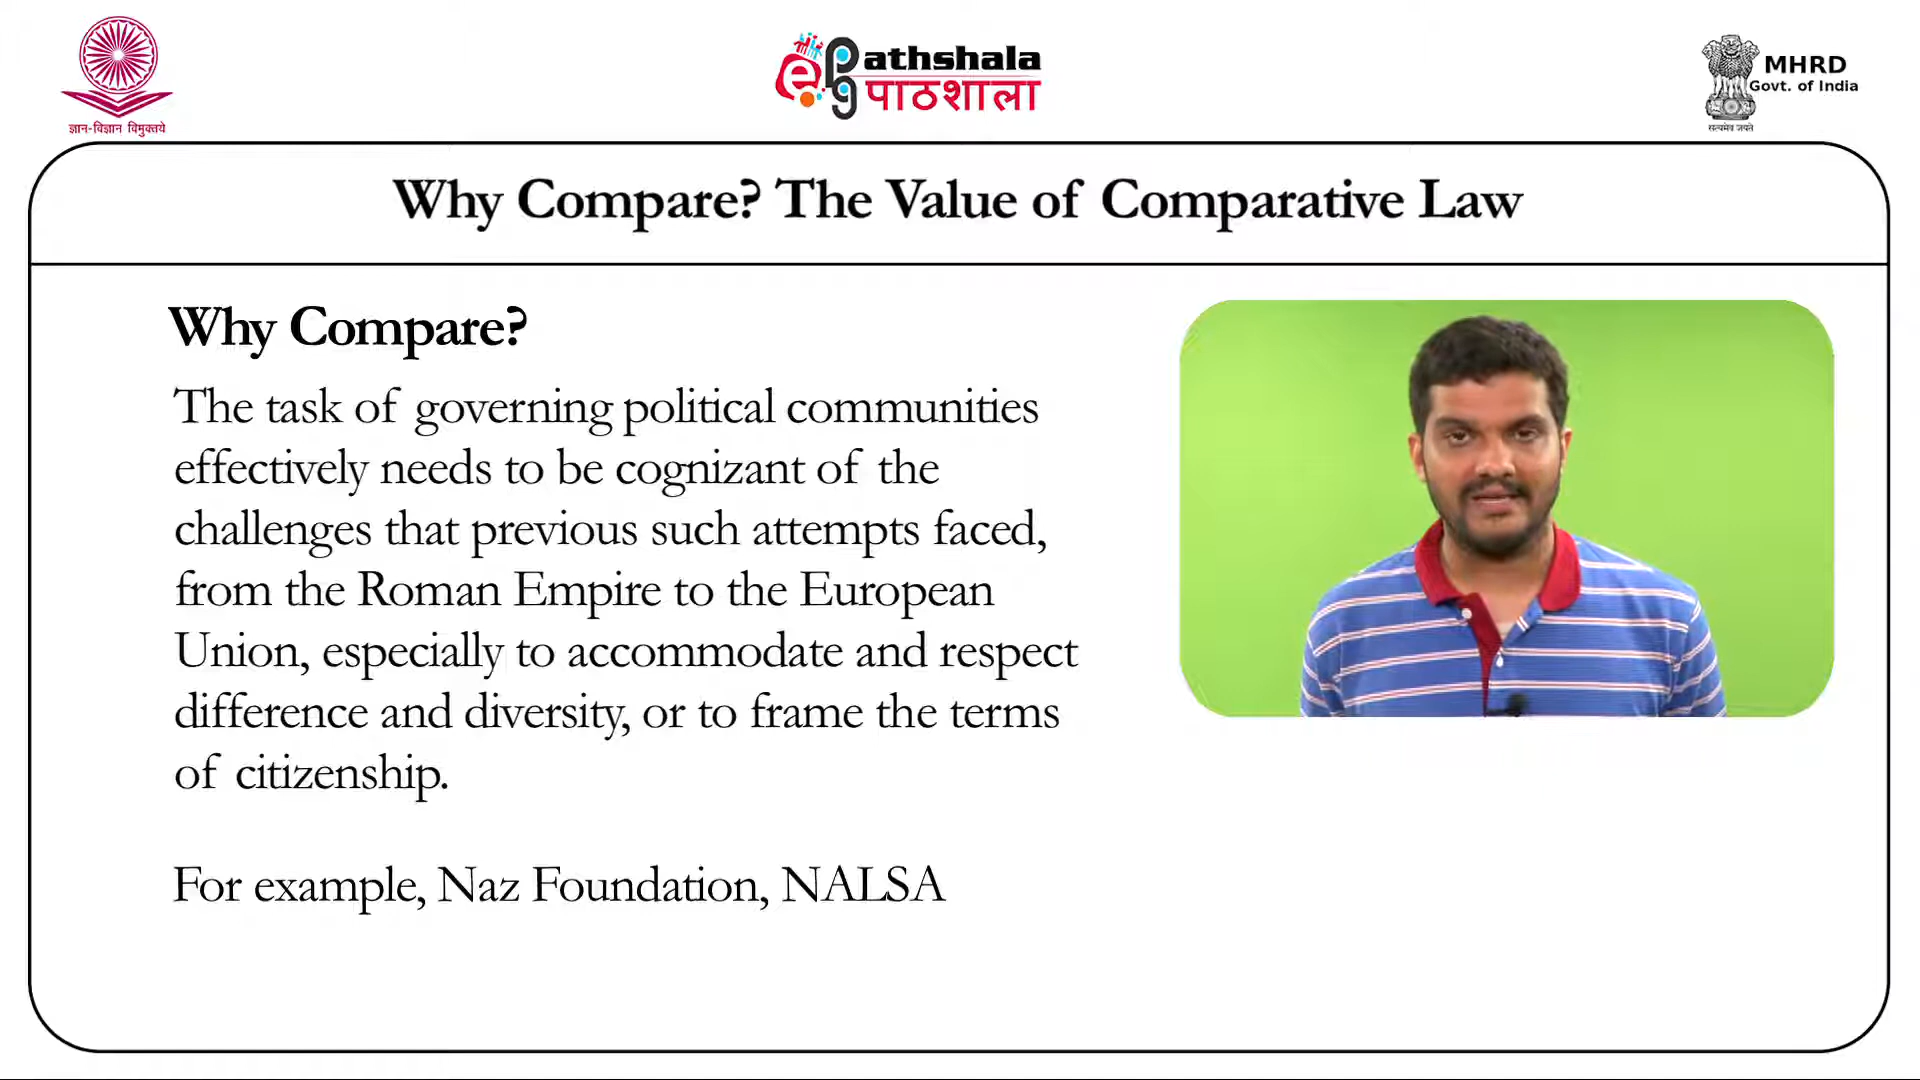 ज्ञान-विज्ञान विमुक्तये
ePathshala
पाठशाला
MHRD
Govt. of India
सत्यमेव जयते
Why Compare? The Value of Comparative Law
Why Compare?
The task of governing political communities
effectively needs to be cognizant of the
challenges that previous such attempts faced,
from the Roman Empire to the European
Union, especially to accommodate and respect
difference and diversity, or to frame the terms
of citizenship.
For example, Naz Foundation, NALSA